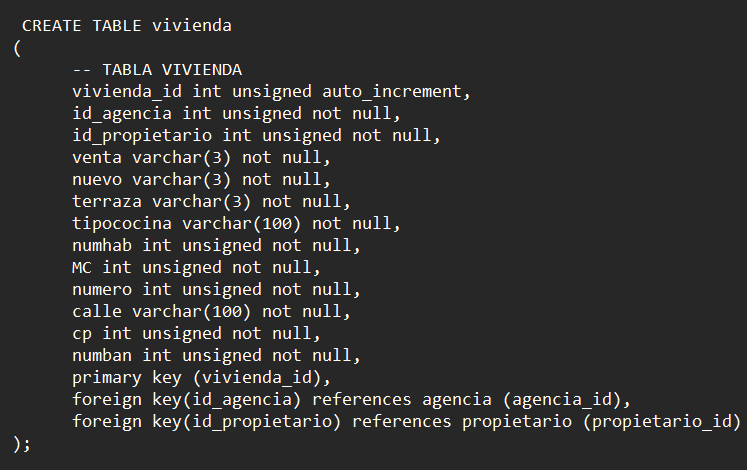 CREATE TABLE vivienda
(
-- TABLA VIVIENDA
vivienda_id int unsigned auto_increment,
id_agencia int unsigned not null,
id_propietario int unsigned not null,
venta varchar(3) not null,
nuevo varchar(3) not null,
terraza varchar(3) not null,
tipococina varchar(100) not null,
numhab int unsigned not null,
MC int unsigned not null,
numero int unsigned not null,
calle varchar(100) not null,
cp int unsigned not null,
numban int unsigned not null,
primary key (vivienda_id),
foreign key(id_agencia) references agencia (agencia_id),
foreign key(id_propietario) references propietario (propietario_id)
);